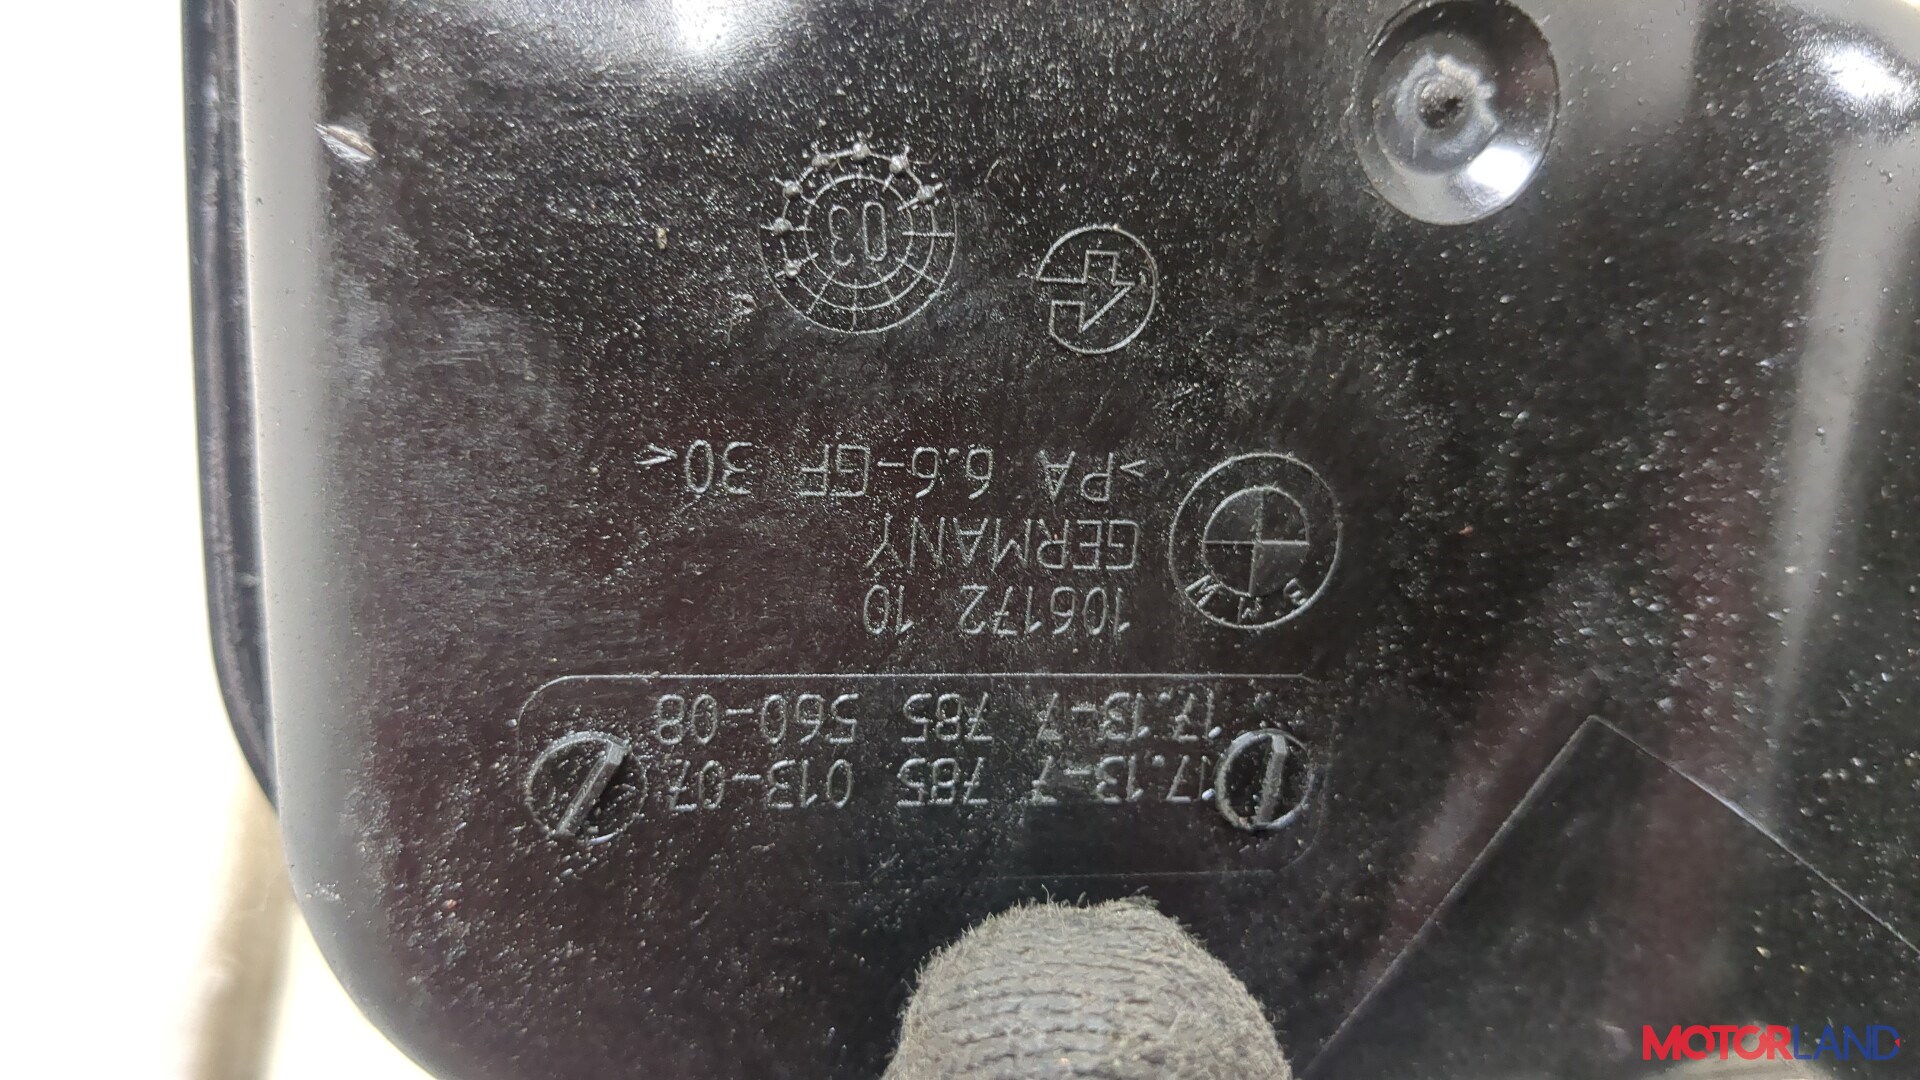 17.13-7 785 013-07
17.13-7 785 560-08
106172 10
GERMANY
>PA 6.6-GF 30<
BMW
03
MOTORLAND